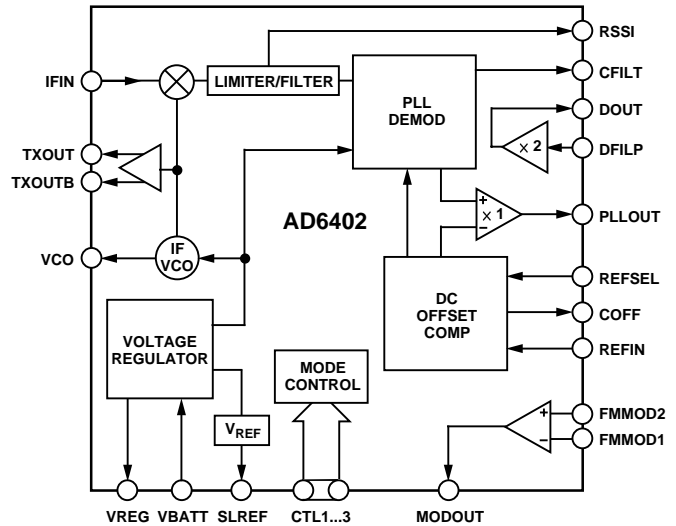 RSSI
IFIN
LIMITER/FILTER
CFILT
PLL
DEMOD
DOUT
× 2
DFILP
TXOUT
TXOUTB
+
× 1
–
PLLOUT
AD6402
VCO
IF
VCO
REFSEL
DC
OFFSET
COMP
COFF
REFIN
VOLTAGE
REGULATOR
MODE
CONTROL
VREF
+
–
FMMOD2
FMMOD1
VREG
VBATT
SLREF
CTL1...3
MODOUT